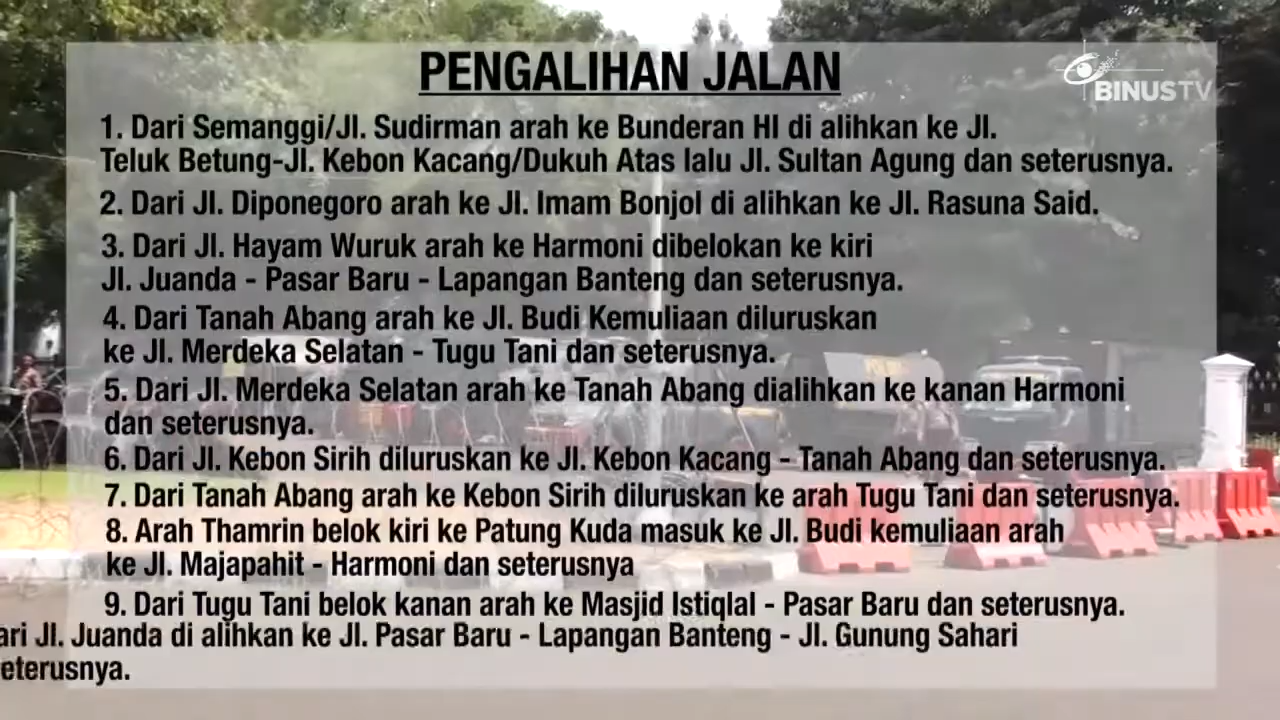 PENGALIHAN JALAN
BINUSTV
1. Dari Semanggi/Jl. Sudirman arah ke Bunderan HI di alihkan ke Jl.
Teluk Betung-Jl. Kebon Kacang/Dukuh Atas lalu Jl. Sultan Agung dan seterusnya.
2. Dari Jl. Diponegoro arah ke Jl. Imam Bonjol di alihkan ke Jl. Rasuna Said.
3. Dari Jl. Hayam Wuruk arah ke Harmoni dibelokan ke kiri
Jl. Juanda - Pasar Baru - Lapangan Banteng dan seterusnya.
4. Dari Tanah Abang arah ke Jl. Budi Kemuliaan diluruskan
ke Jl. Merdeka Selatan - Tugu Tani dan seterusnya.
5. Dari Jl. Merdeka Selatan arah ke Tanah Abang dialihkan ke kanan Harmoni
dan seterusnya.
6. Dari Jl. Kebon Sirih diluruskan ke Jl. Kebon Kacang - Tanah Abang dan seterusnya.
7. Dari Tanah Abang arah ke Kebon Sirih diluruskan ke arah Tugu Tani dan seterusnya.
8. Arah Thamrin belok kiri ke Patung Kuda masuk ke Jl. Budi kemuliaan arah
ke Jl. Majapahit - Harmoni dan seterusnya
9. Dari Tugu Tani belok kanan arah ke Masjid Istiqlal - Pasar Baru dan seterusnya.
ari Jl. Juanda di alihkan ke Jl. Pasar Baru - Lapangan Banteng - Jl. Gunung Sahari
eterusnya.